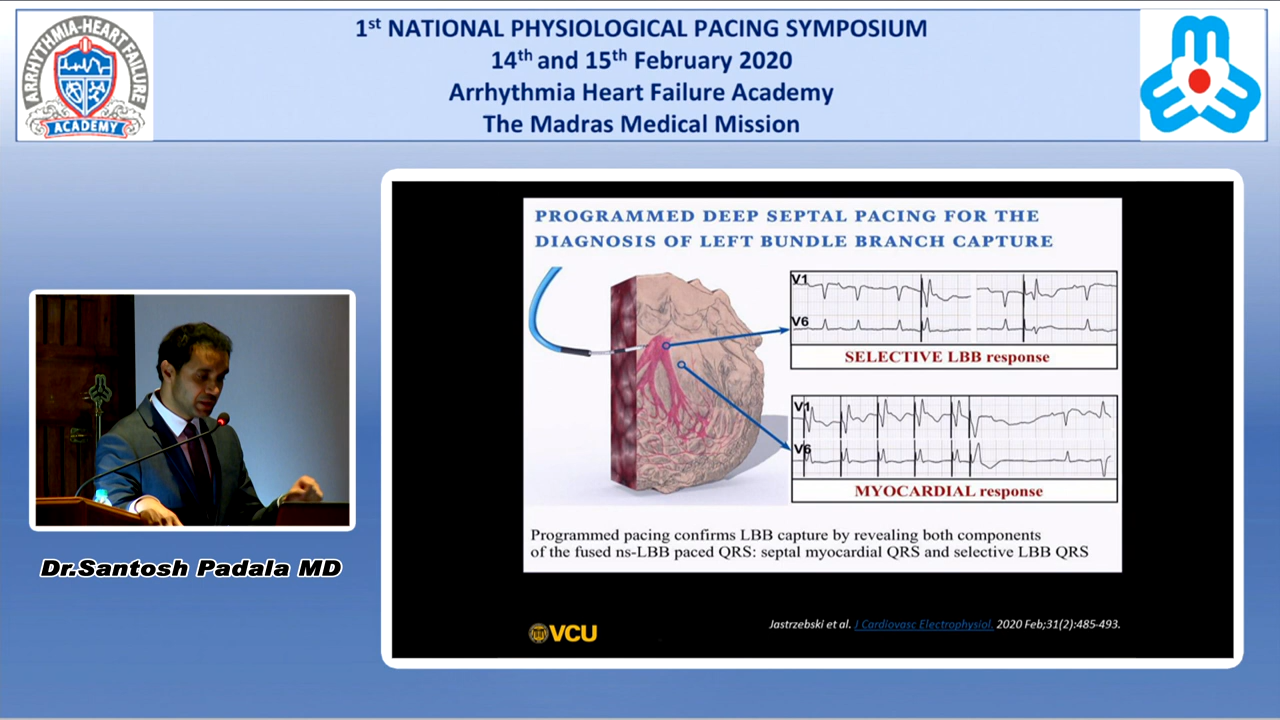 1st NATIONAL PHYSIOLOGICAL PACING SYMPOSIUM
14th and 15th February 2020
Arrhythmia Heart Failure Academy
The Madras Medical Mission
ARRHYTHMIA-HEART FAILURE
ACADEMY
PROGRAMMED DEEP SEPTAL PACING FOR THE
DIAGNOSIS OF LEFT BUNDLE BRANCH CAPTURE
V1
V6
SELECTIVE LBB response
V1
V6
MYOCARDIAL response
Programmed pacing confirms LBB capture by revealing both components
of the fused ns-LBB paced QRS: septal myocardial QRS and selective LBB QRS
Jastrzebski et al. J Cardiovasc Electrophysiol. 2020 Feb;31(2):485-493.
VCU
Dr.Santosh Padala MD